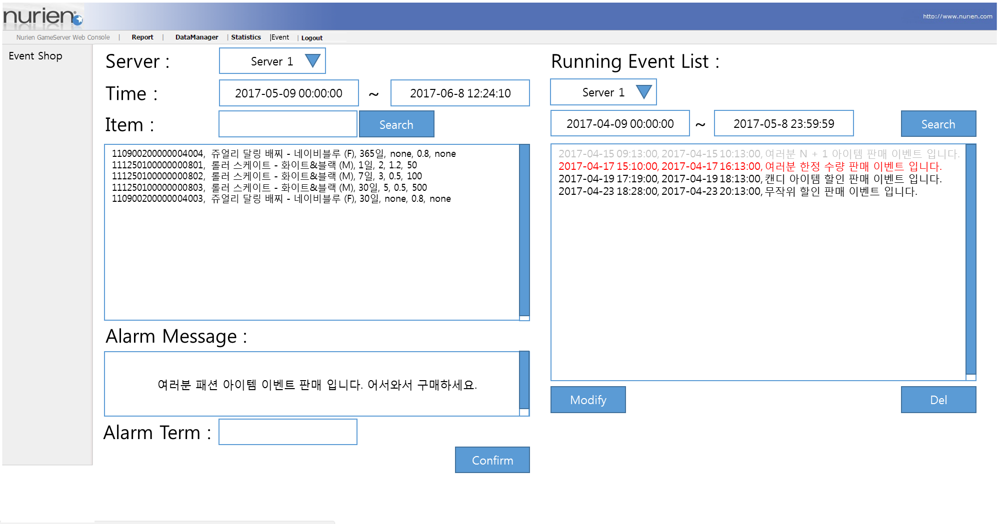 nurien
http://www.nurien.com
Nurien GameServer Web Console | Report | DataManager | Statistics |Event | Logout
Event Shop
Server :
Server 1
Time :
2017-05-09 00:00:00 ~ 2017-06-8 12:24:10
Item :
Search
110900200000004004, 쥬얼리 달링 배찌 - 네이비블루 (F), 365일, none, 0.8, none
111250100000000801, 롤러 스케이트 - 화이트&블랙 (M), 1일, 2, 1.2, 50
111250100000000802, 롤러 스케이트 - 화이트&블랙 (M), 7일, 3, 0.5, 100
111250100000000803, 롤러 스케이트 - 화이트&블랙 (M), 30일, 5, 0.5, 500
110900200000004003, 쥬얼리 달링 배찌 - 네이비블루 (F), 30일, none, 0.8, none
Alarm Message :
여러분 패션 아이템 이벤트 판매 입니다. 어서와서 구매하세요.
Alarm Term :
Confirm
Running Event List :
Server 1
2017-04-09 00:00:00 ~ 2017-05-8 23:59:59
Search
2017-04-15 09:13:00, 2017-04-15 10:13:00, 여러분 N + 1 아이템 판매 이벤트 입니다.
2017-04-17 15:10:00, 2017-04-17 16:13:00, 여러분 한정 수량 판매 이벤트 입니다.
2017-04-19 17:19:00, 2017-04-19 18:13:00, 캔디 아이템 할인 판매 이벤트 입니다.
2017-04-23 18:28:00, 2017-04-23 20:13:00, 무작위 할인 판매 이벤트 입니다.
Modify
Del